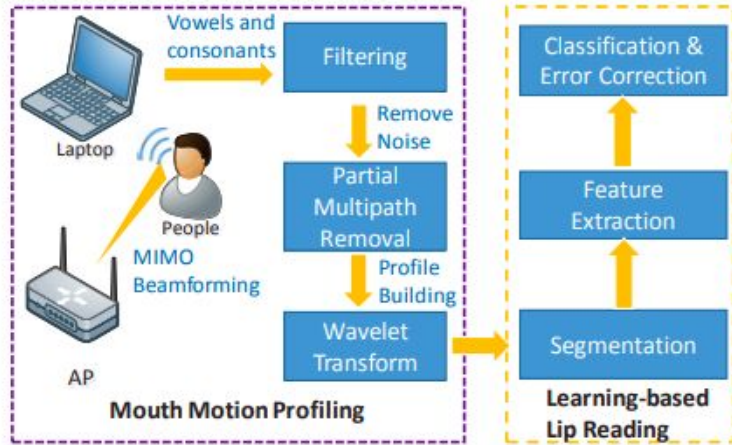 Vowels and
consonants
Laptop
People
MIMO
Beamforming
AP
Filtering
Remove
Noise
Partial
Multipath
Removal
Profile
Building
Wavelet
Transform
Mouth Motion Profiling
Classification &
Error Correction
Feature
Extraction
Segmentation
Learning-based
Lip Reading